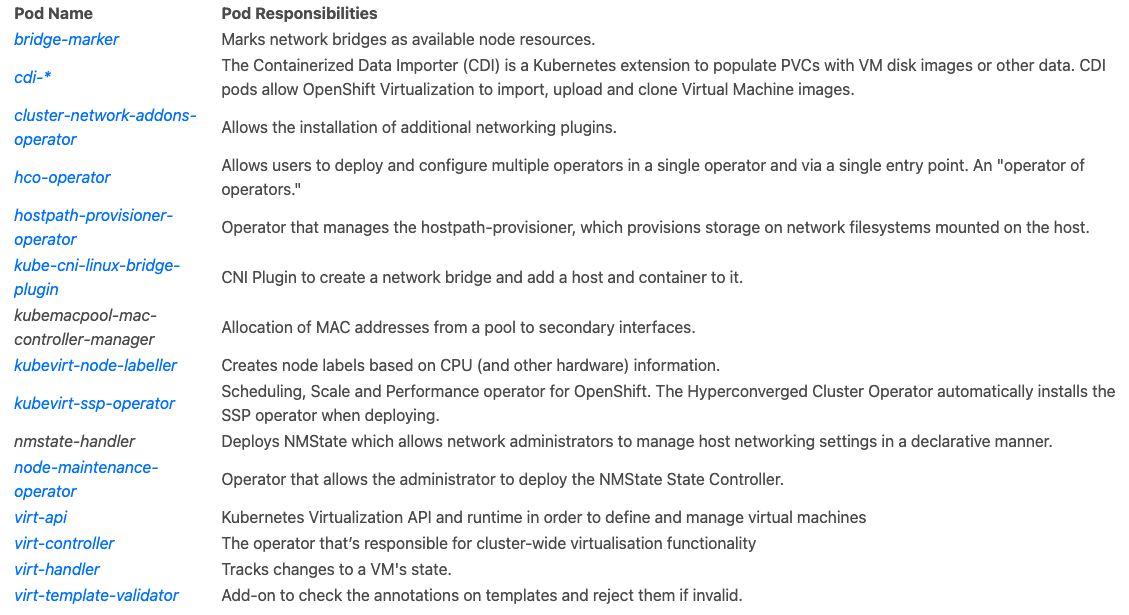 Pod Name Pod Responsibilities
bridge-marker Marks network bridges as available node resources.
cdi-* The Containerized Data Importer (CDI) is a Kubernetes extension to populate PVCs with VM disk images or other data. CDI
pods allow OpenShift Virtualization to import, upload and clone Virtual Machine images.
cluster-network-addons-
operator Allows the installation of additional networking plugins.
hco-operator Allows users to deploy and configure multiple operators in a single operator and via a single entry point. An "operator of
operators."
hostpath-provisioner-
operator Operator that manages the hostpath-provisioner, which provisions storage on network filesystems mounted on the host.
kube-cni-linux-bridge-
plugin CNI Plugin to create a network bridge and add a host and container to it.
kubemacpool-mac-
controller-manager Allocation of MAC addresses from a pool to secondary interfaces.
kubevirt-node-labeller Creates node labels based on CPU (and other hardware) information.
kubevirt-ssp-operator Scheduling, Scale and Performance operator for OpenShift. The Hyperconverged Cluster Operator automatically installs the
SSP operator when deploying.
nmstate-handler Deploys NMState which allows network administrators to manage host networking settings in a declarative manner.
node-maintenance-
operator Operator that allows the administrator to deploy the NMState State Controller.
virt-api Kubernetes Virtualization API and runtime in order to define and manage virtual machines
virt-controller The operator that’s responsible for cluster-wide virtualisation functionality
virt-handler Tracks changes to a VM's state.
virt-template-validator Add-on to check the annotations on templates and reject them if invalid.